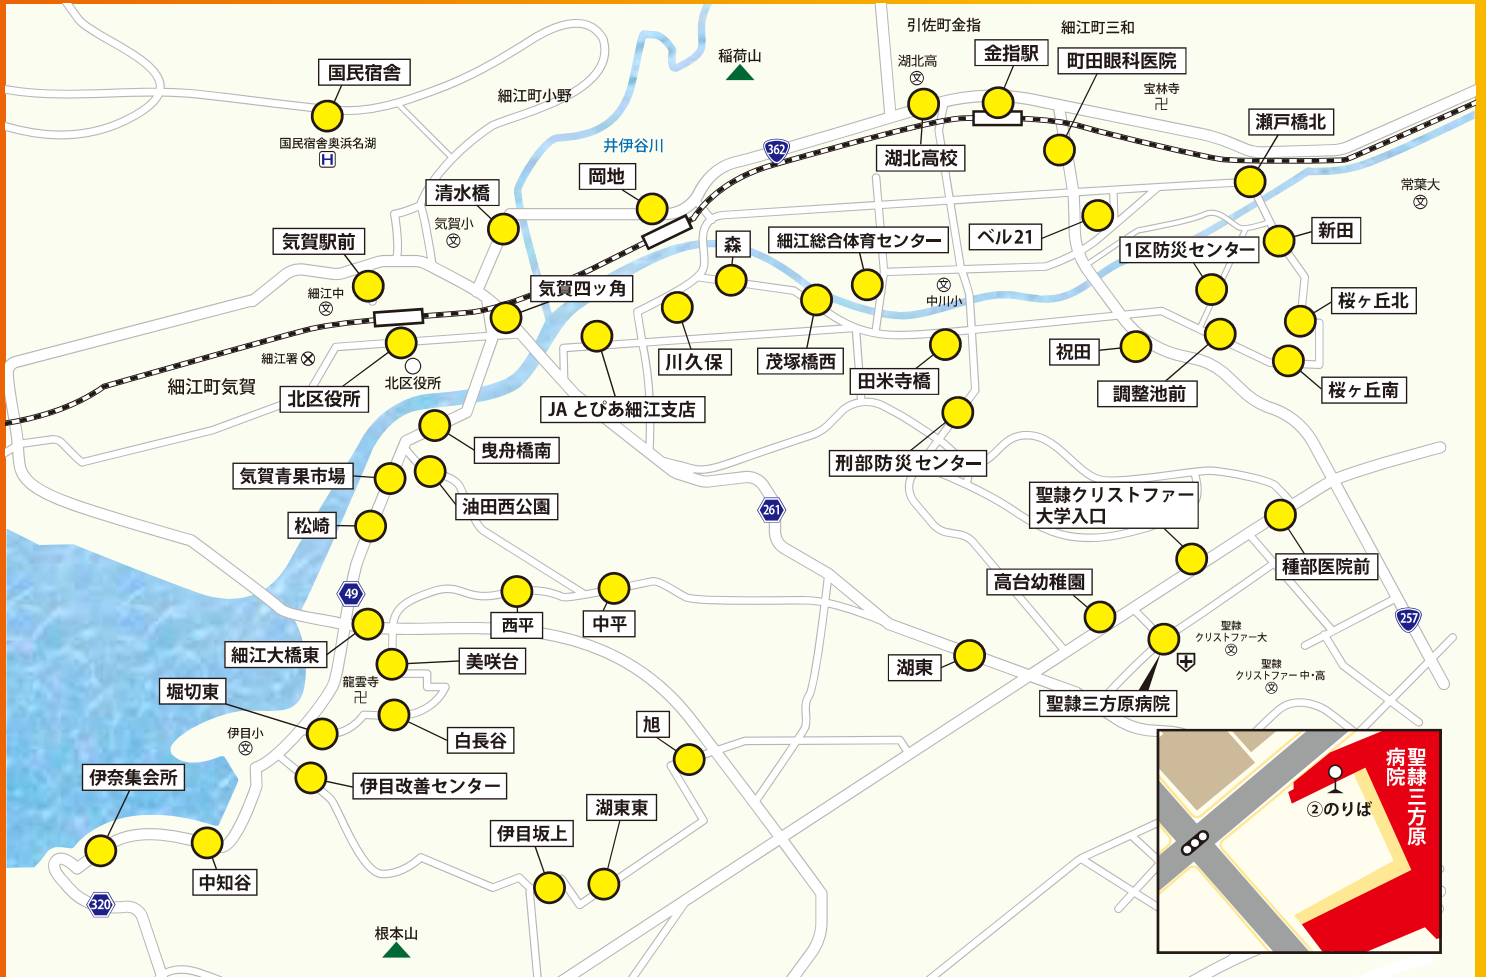 引佐町金指
細江町三和
稲荷山
湖北高
文
金指駅
町田眼科医院
国民宿舎
細江町小野
宝林寺
卍
瀬戸橋北
国民宿舎奥浜名湖
H
井伊谷川
362
湖北高校
岡地
清水橋
気賀小
文
常葉大
文
気賀駅前
森
細江総合体育センター
ベル21
1区防災センター
新田
細江中
文
気賀四ッ角
中川小
文
桜ヶ丘北
細江署
北区役所
細江町気賀
北区役所
川久保
茂塚橋西
田米寺橋
祝田
調整池前
桜ヶ丘南
JA とぴあ細江支店
曳舟橋南
刑部防災センター
気賀青果市場
油田西公園
聖隷クリストファー
大学入口
松崎
261
種部医院前
49
高台幼稚園
西平
中平
257
聖隷
クリストファー大
文
細江大橋東
美咲台
湖東
聖隷
クリストファー 中・高
文
龍雲寺
卍
堀切東
聖隷三方原病院
伊目小
文
白長谷
旭
伊奈集会所
伊目改善センター
湖東東
伊目坂上
中知谷
320
根本山
聖隷三方原
病院
②のりば